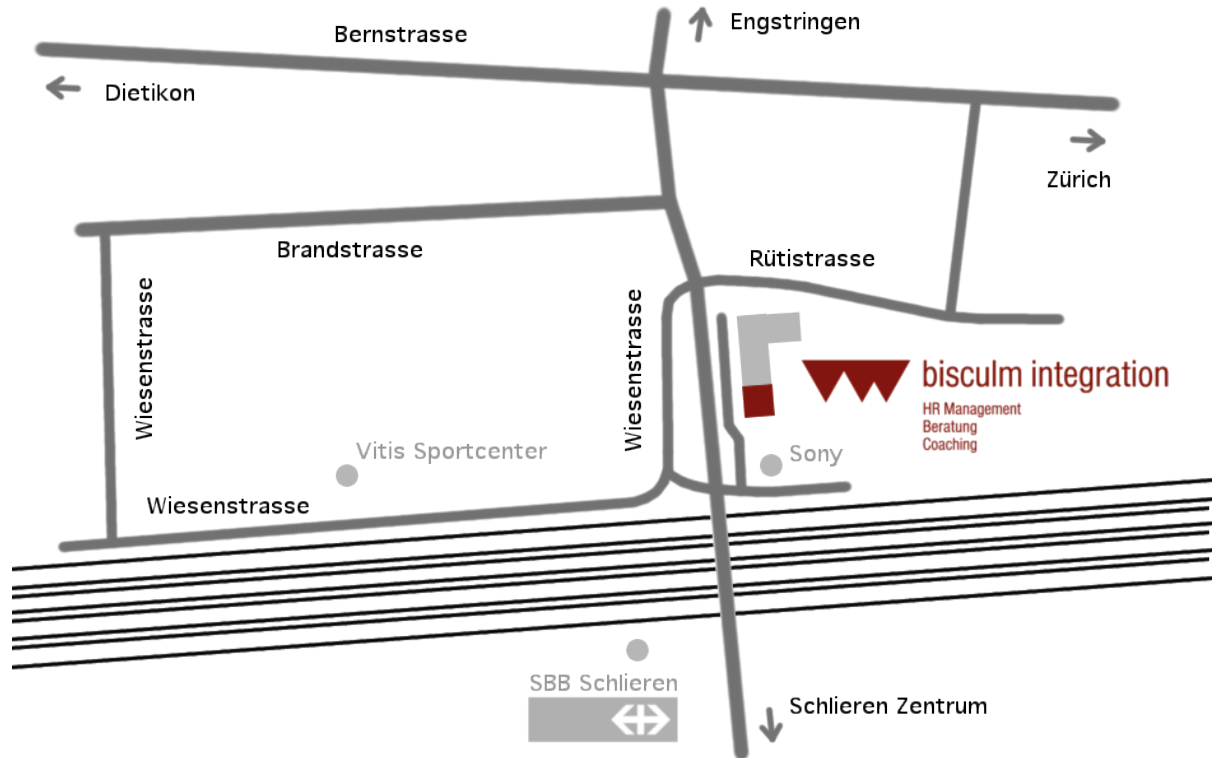 Engstringen
Bernstrasse
Dietikon
Zürich
Brandstrasse
Rütistrasse
Wiesenstrasse
Wiesenstrasse
bisculm integration
HR Management
Beratung
Coaching
Vitis Sportcenter
Sony
Wiesenstrasse
SBB Schlieren
Schlieren Zentrum